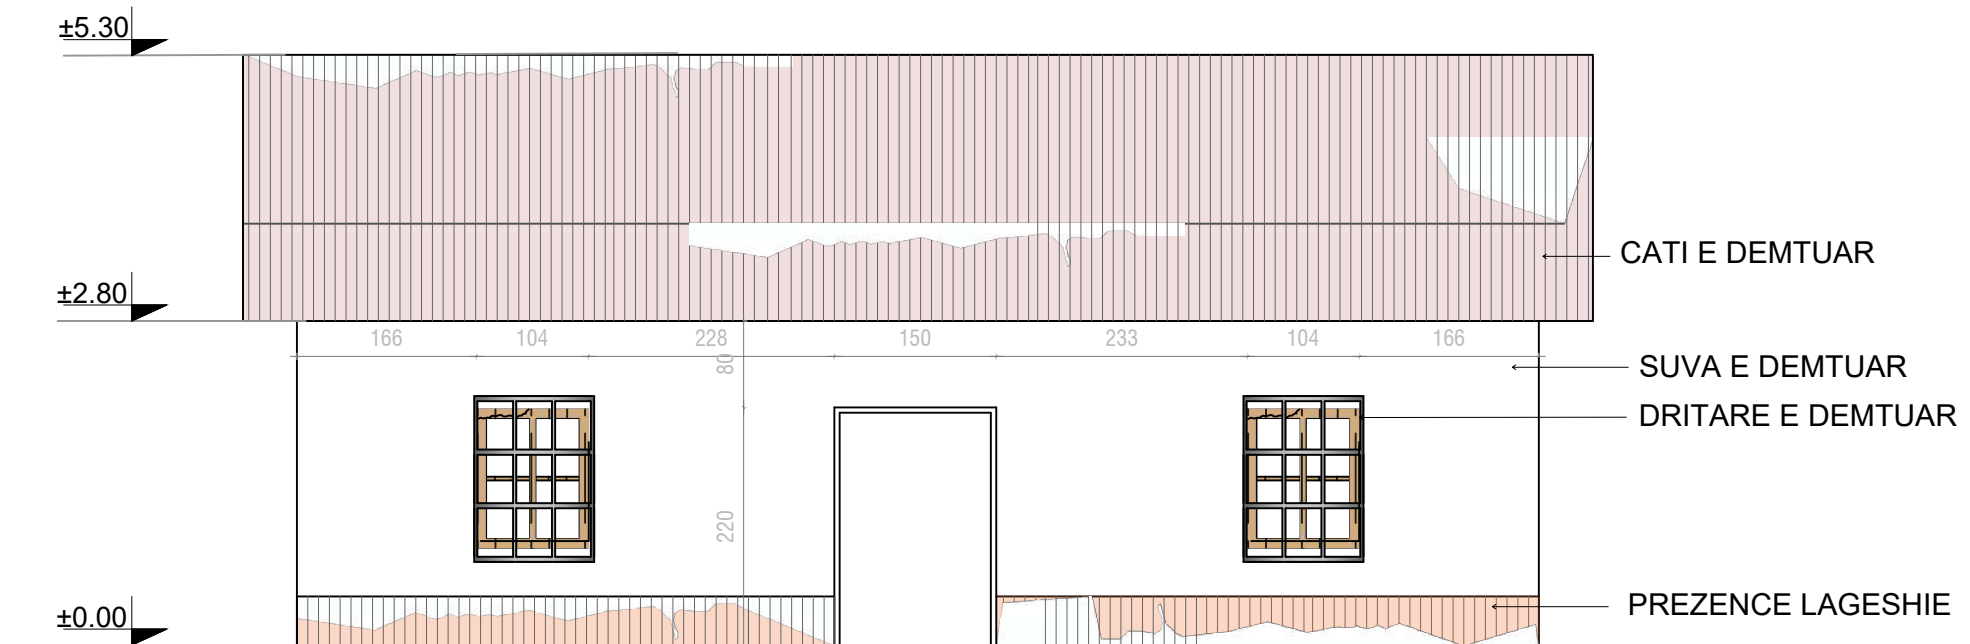 ±5.30
CATI E DEMTUAR
±2.80
166 104 228 150 233 104 166
80
SUVA E DEMTUAR
DRITARE E DEMTUAR
220
PREZENCE LAGESHIE
±0.00